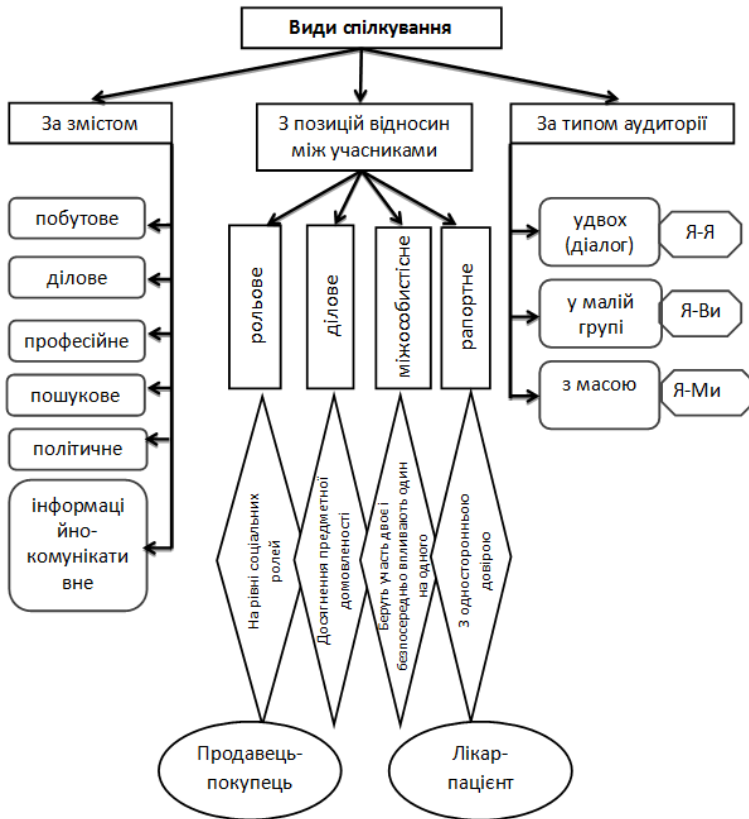 Види спілкування
За змістом
З позицій відносин
між учасниками
За типом аудиторії
побутове
ділове
професійне
пошукове
політичне
інформаці
йно-
комунікати
вне
рольове
ділове
міжособистісне
рапортне
На рівні соціальних
ролей
Досягнення предметної
домовленості
Беруть участь двоє і
безпосередньо впливають один
на одного
З односторонньою
довірою
Продавець-
покупець
Лікар-
пацієнт
удвох
(діалог)
Я-Я
у малій
групі
Я-Ви
з масою
Я-Ми